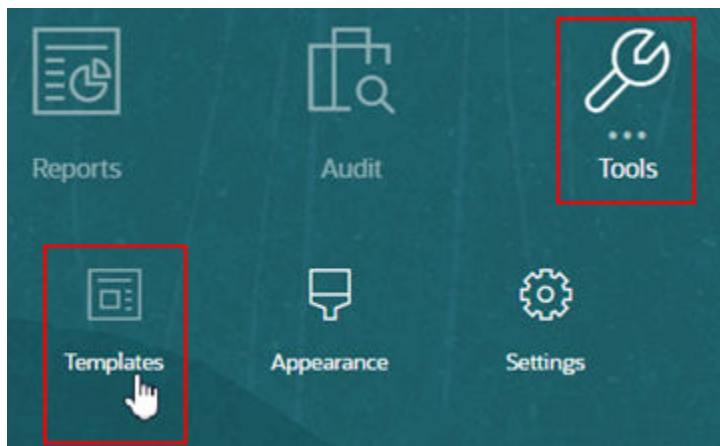 Reports
Audit
Tools
Templates
Appearance
Settings